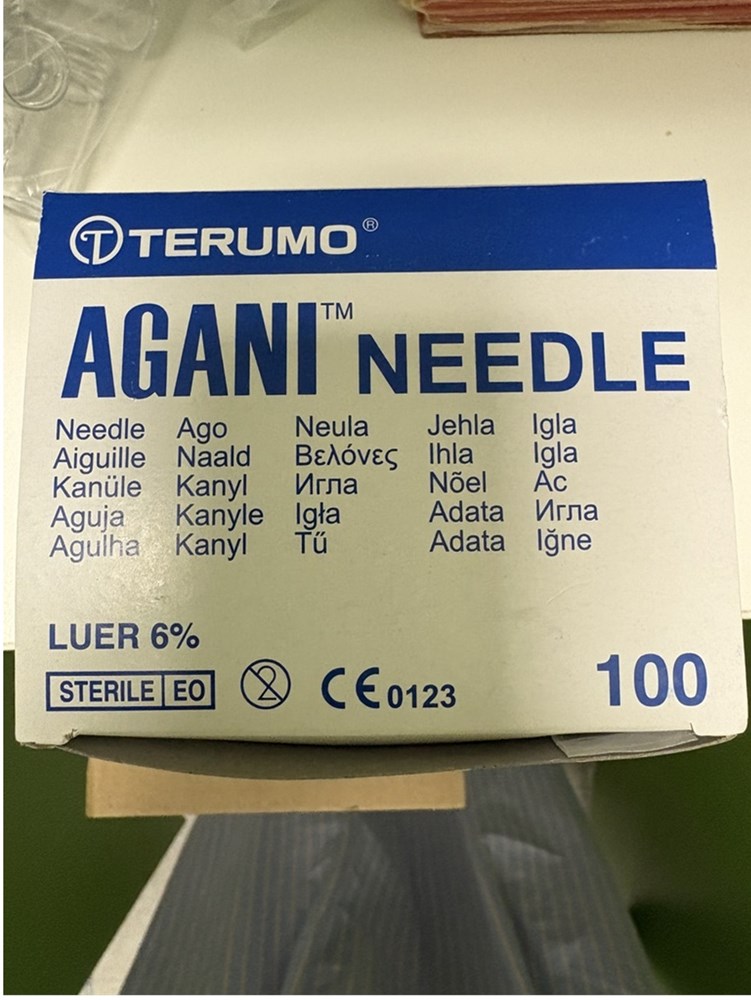 TERUMO®
AGANI™ NEEDLE
Needle Ago Neula Jehla Igla
Aiguille Naald Βελόνες Ihla Igla
Kanüle Kanyl Игла Nõel Ac
Aguja Kanyle Igła Adata Игла
Agulha Kanyl Tű Adata Iğne
LUER 6%
STERILE EO 2 CE 0123 100